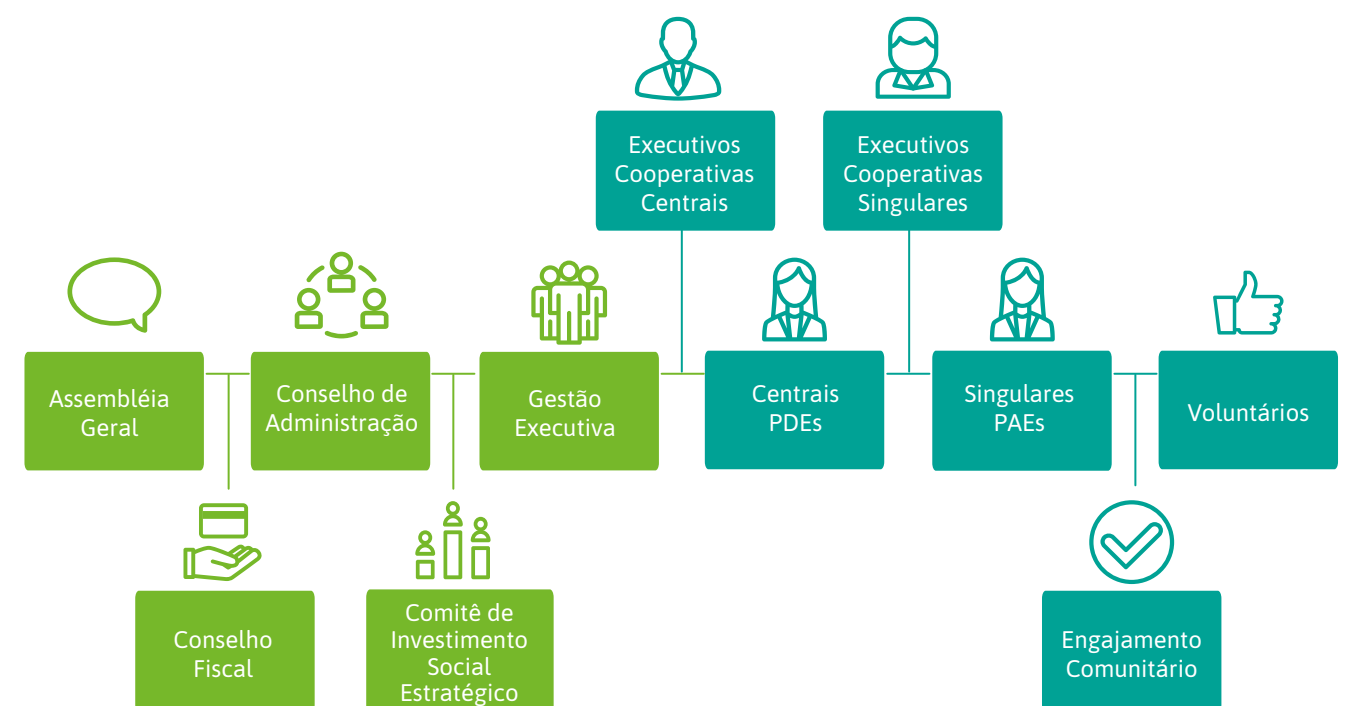 Executivos
Cooperativas
Centrais
Executivos
Cooperativas
Singulares
Assembléia
Geral
Conselho de
Administração
Gestão
Executiva
Centrais
PDEs
Singulares
PAEs
Voluntários
Conselho
Fiscal
Comitê de
Investimento
Social
Estratégico
Engajamento
Comunitário